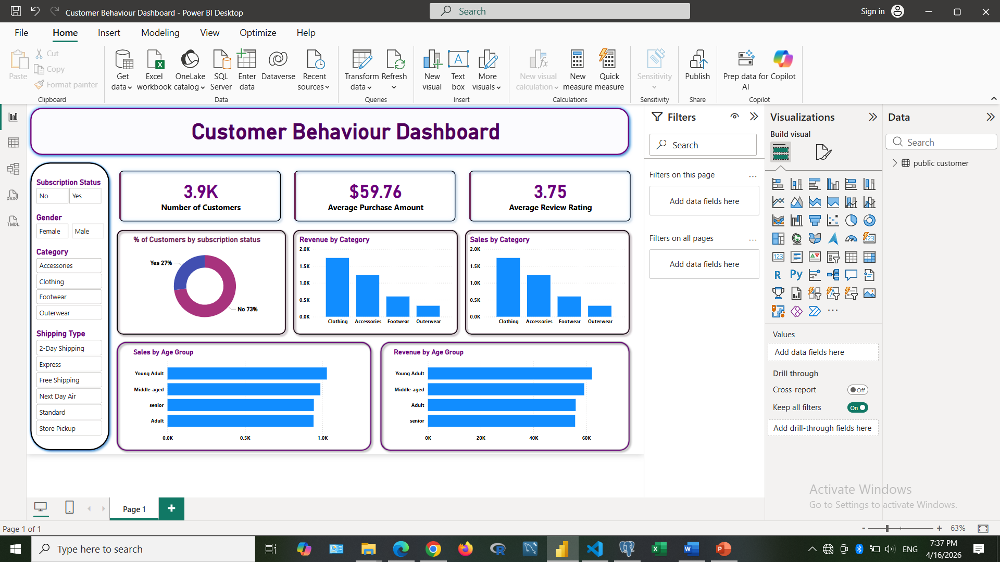 Customer Behaviour Dashboard - Power BI Desktop
Search
Sign in
File Home Insert Modeling View Optimize Help
Paste
Cut
Copy
Format painter
Clipboard
Get data
Excel workbook
OneLake catalog
SQL Server
Enter data
Dataverse
Recent sources
Data
Transform data
Refresh
Queries
New visual
Text box
More visuals
Insert
New visual calculation
New measure
Quick measure
Calculations
Sensitivity
Sensitivity
Publish
Share
Prep data for AI
Copilot
Copilot
DAX
TMDL
Customer Behaviour Dashboard
Subscription Status
No Yes
Gender
Female Male
Category
Accessories
Clothing
Footwear
Outerwear
Shipping Type
2-Day Shipping
Express
Free Shipping
Next Day Air
Standard
Store Pickup
3.9K
Number of Customers
$59.76
Average Purchase Amount
3.75
Average Review Rating
% of Customers by subscription status
Yes 27%
No 73%
Revenue by Category
2.0K
1.5K
1.0K
0.5K
0.0K
Clothing Accessories Footwear Outerwear
Sales by Category
2.0K
1.5K
1.0K
0.5K
0.0K
Clothing Accessories Footwear Outerwear
Sales by Age Group
Young Adult
Middle-aged
senior
Adult
0.0K 0.5K 1.0K
Revenue by Age Group
Young Adult
Middle-aged
Adult
senior
0K 20K 40K 60K
Filters
Search
Filters on this page ...
Add data fields here
Filters on all pages ...
Add data fields here
Visualizations
Build visual
123
123
R Py
...
Values
Add data fields here
Drill through
Cross-report Off
Keep all filters On
Add drill-through fields here
Data
Search
public customer
Activate Windows
Go to Settings to activate Windows.
Page 1
+
Page 1 of 1
- + 63%
Type here to search
ENG
7:37 PM
4/16/2026